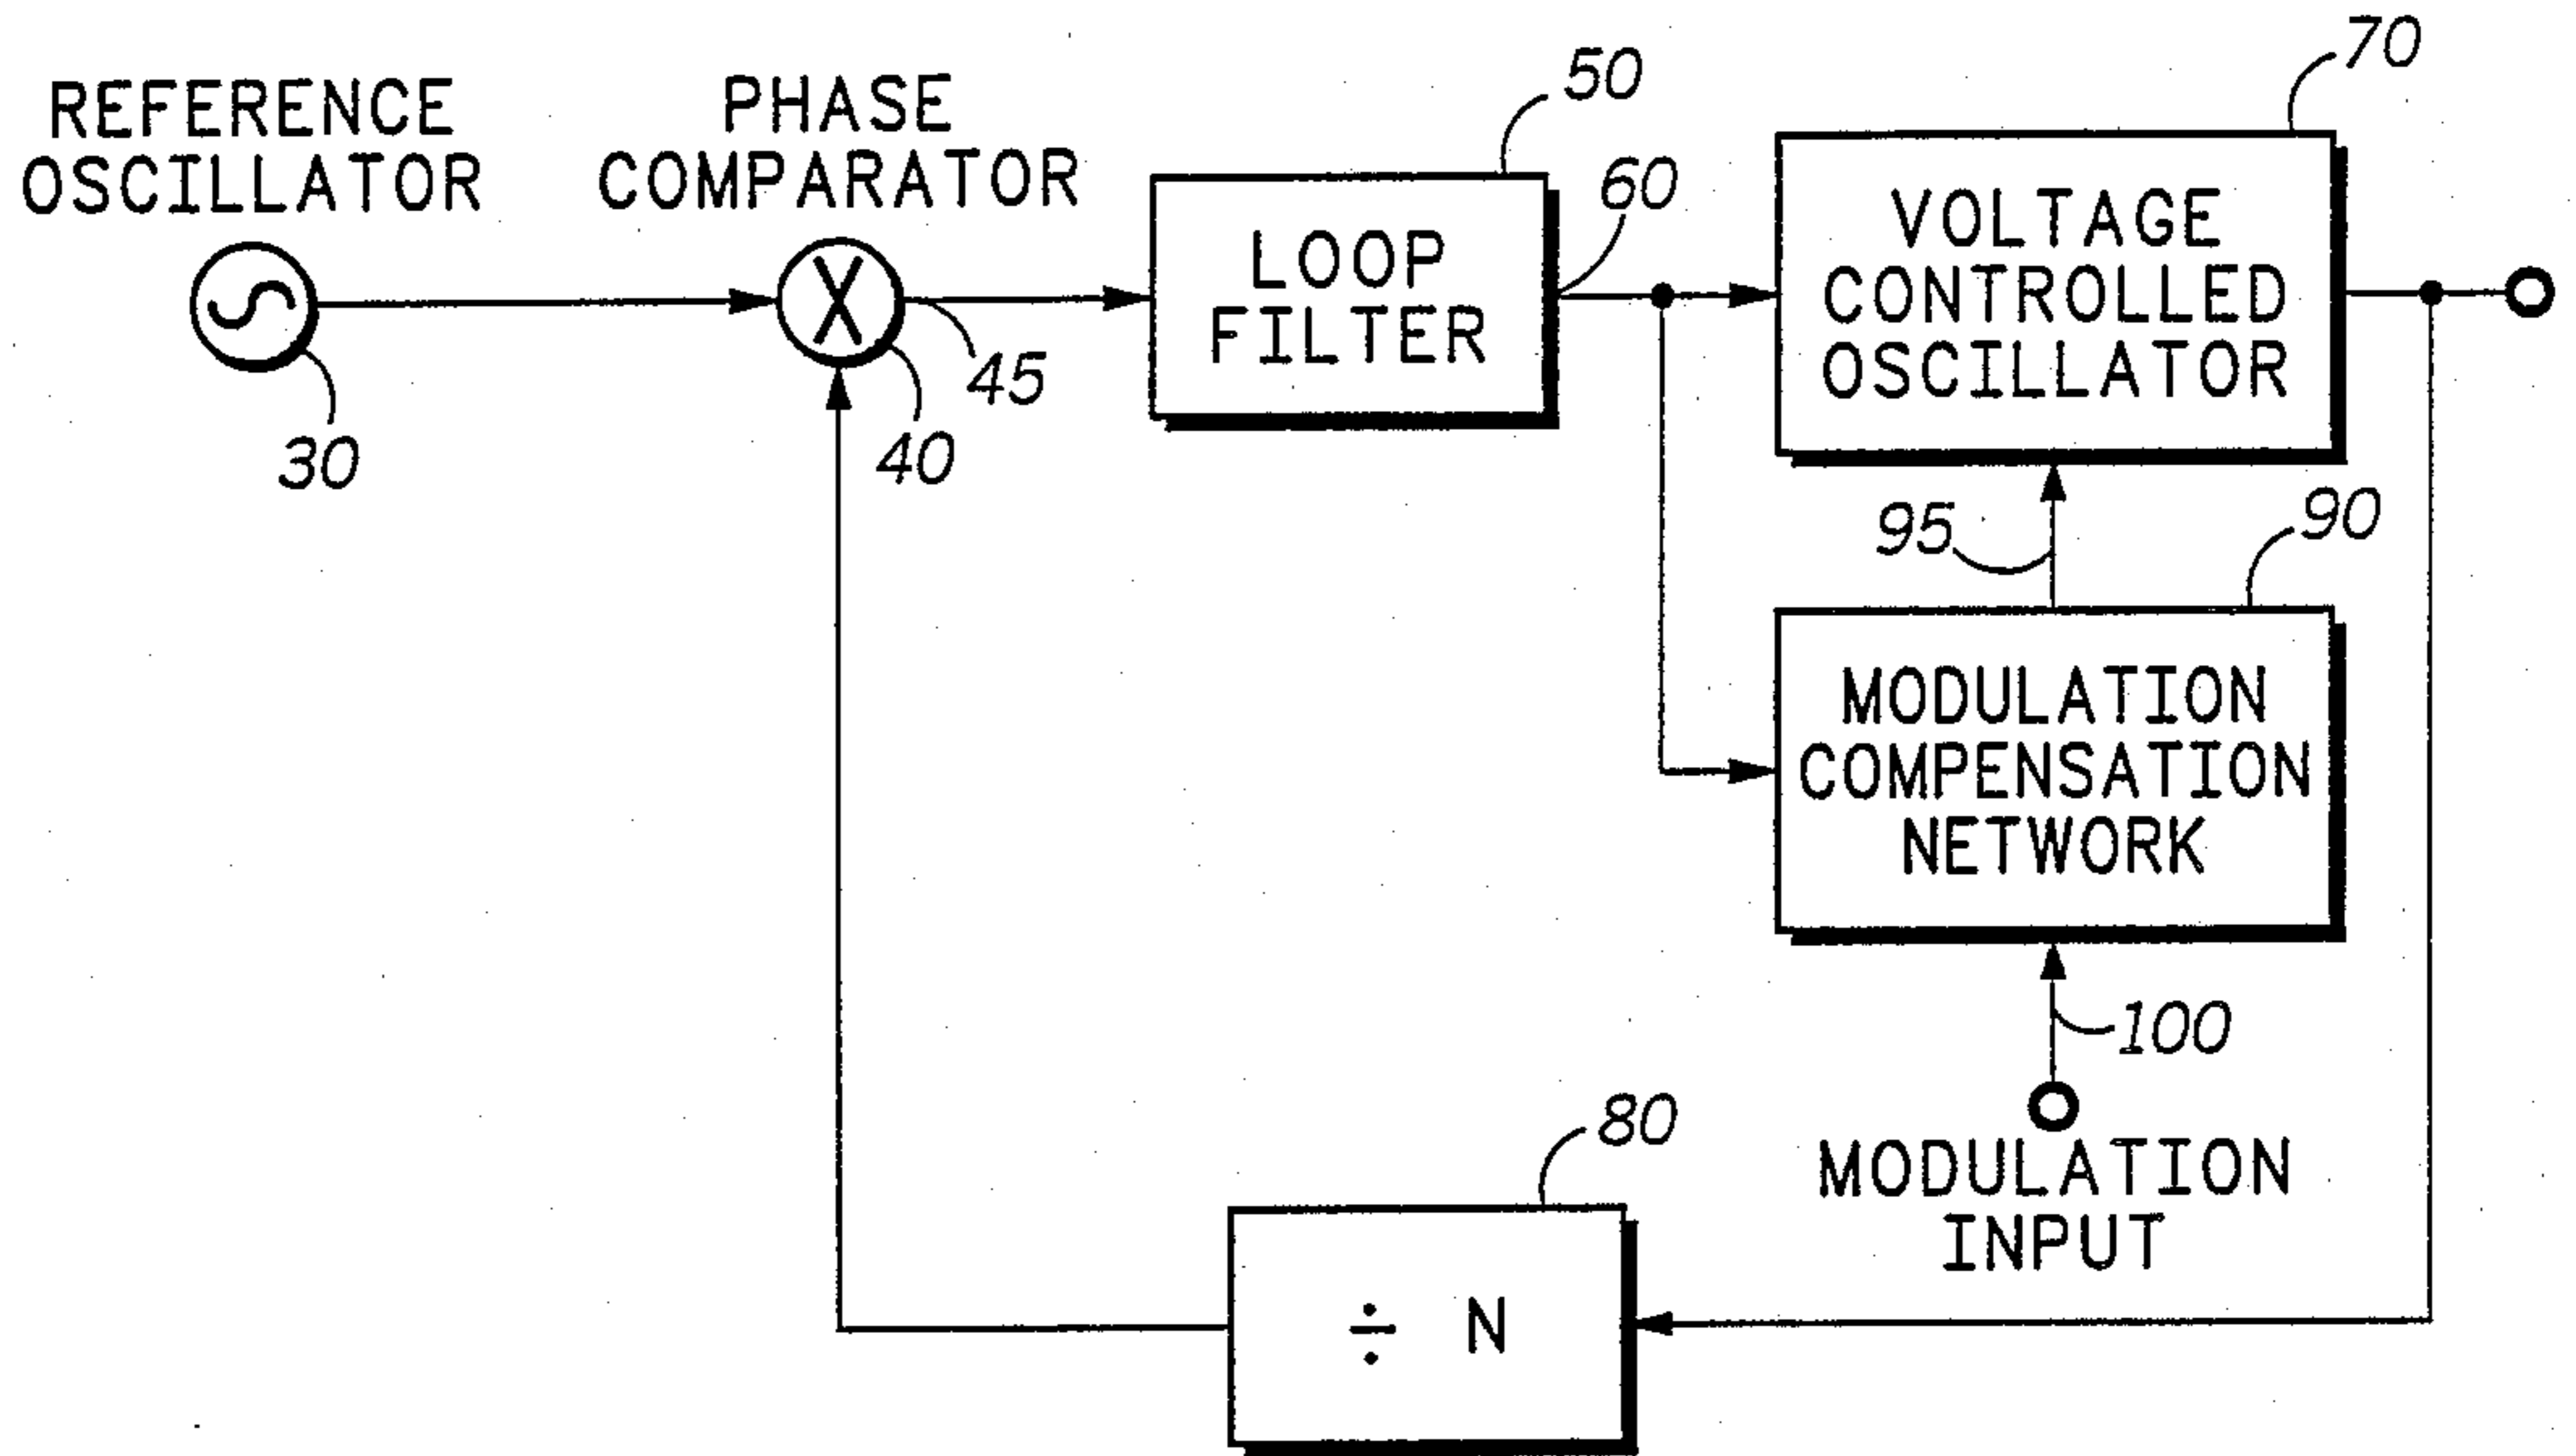 REFERENCE
OSCILLATOR
30
PHASE
COMPARATOR
40
45
50
LOOP
FILTER
60
70
VOLTAGE
CONTROLLED
OSCILLATOR
95
90
MODULATION
COMPENSATION
NETWORK
100
MODULATION
INPUT
80
÷ N